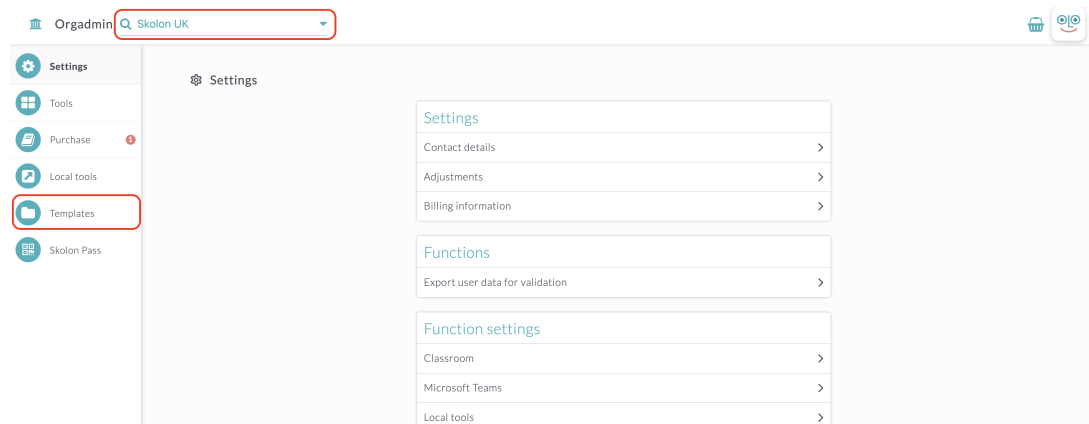 Orgadmin Skolon UK
Settings
Tools
Purchase 1
Local tools
Templates
Skolon Pass
Settings
Settings
Contact details
Adjustments
Billing information
Functions
Export user data for validation
Function settings
Classroom
Microsoft Teams
Local tools